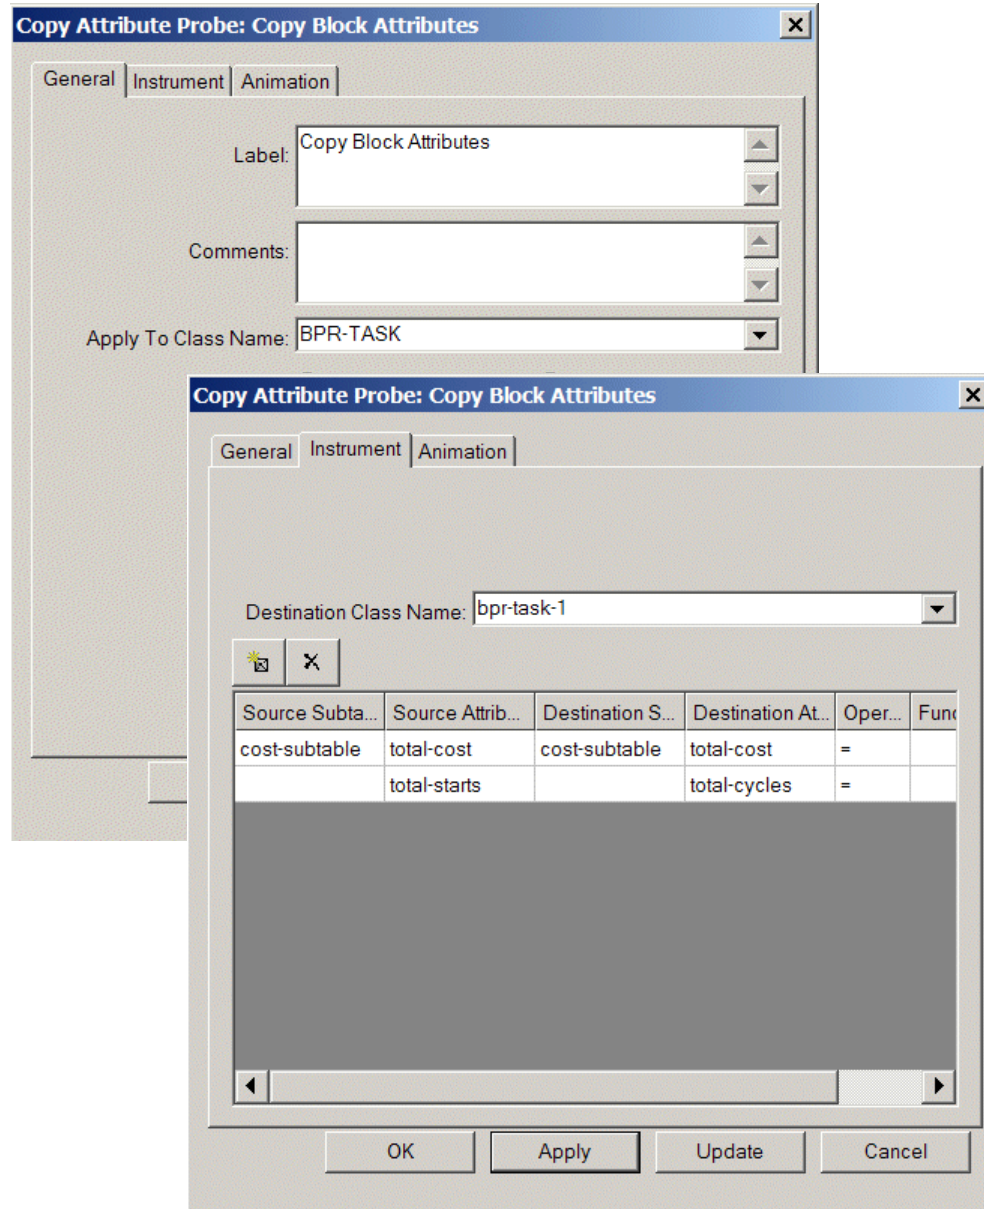 Copy Attribute Probe: Copy Block Attributes
General Instrument Animation
Label: Copy Block Attributes
Comments:
Apply To Class Name: BPR-TASK
Copy Attribute Probe: Copy Block Attributes
General Instrument Animation
Destination Class Name: bpr-task-1
Source Subta... Source Attrib... Destination S... Destination At... Oper... Func
cost-subtable total-cost cost-subtable total-cost =
total-starts total-cycles =
OK Apply Update Cancel